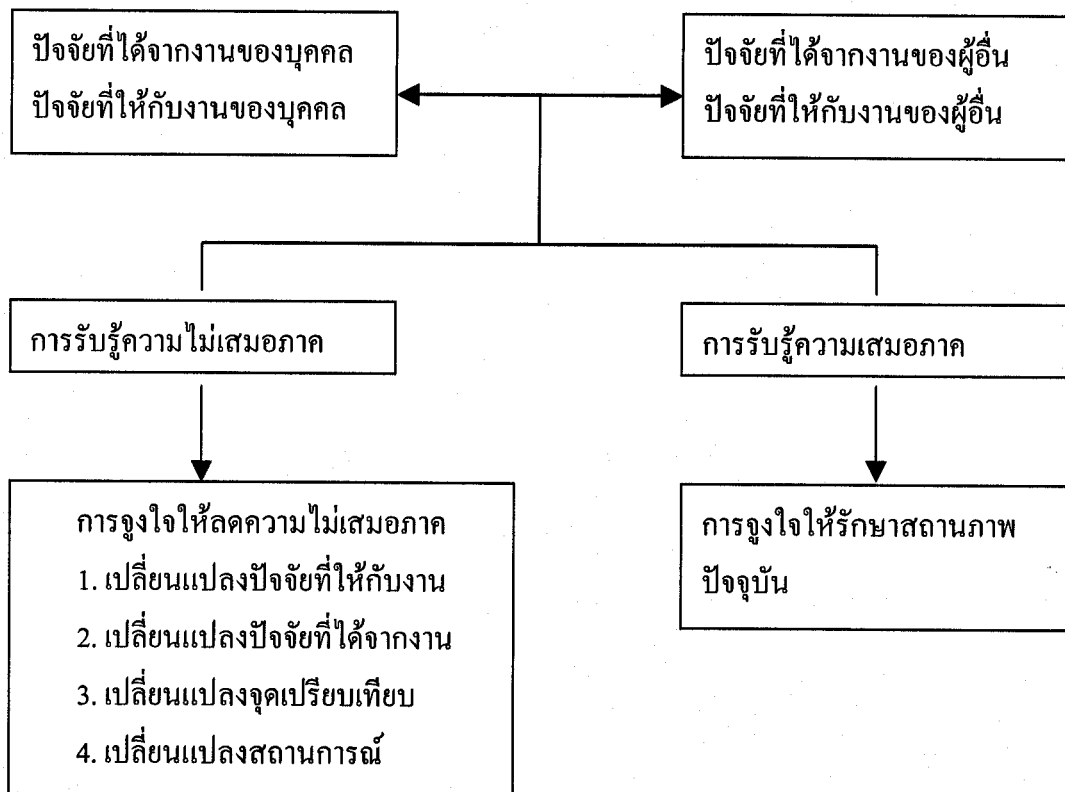 ปัจจัยที่ได้จากงานของบุคคล
ปัจจัยที่ให้กับงานของบุคคล
ปัจจัยที่ได้จากงานของผู้อื่น
ปัจจัยที่ให้กับงานของผู้อื่น
การรับรู้ความไม่เสมอภาค
การรับรู้ความเสมอภาค
การจูงใจให้ลดความไม่เสมอภาค
1. เปลี่ยนแปลงปัจจัยที่ให้กับงาน
2. เปลี่ยนแปลงปัจจัยที่ได้จากงาน
3. เปลี่ยนแปลงจุดเปรียบเทียบ
4. เปลี่ยนแปลงสถานการณ์
การจูงใจให้รักษาสถานภาพ
ปัจจุบัน